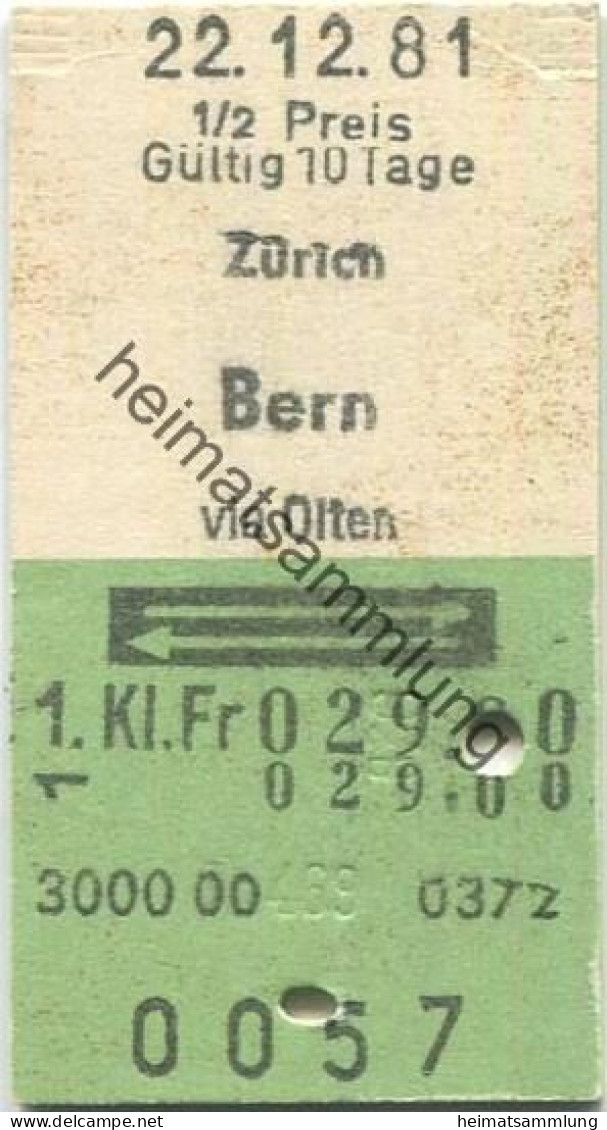 22.12.81
1/2 Preis
Gültig 10 Tage
Zürich
Bern
via Olten
1. Kl. Fr 029.00
1 029.00
3000 00 0372
0057
heimatsammlung
www.delcampe.net heimatsammlung.com